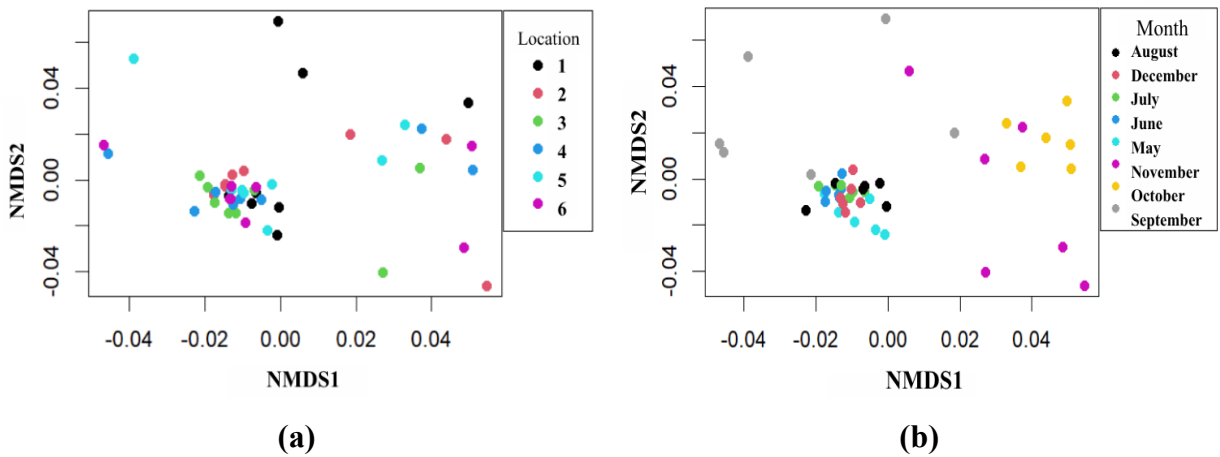 Location
1
2
3
4
5
6
NMDS2
0.04
0.00
-0.04
-0.04
-0.02
0.00
0.02
0.04
NMDS1
(a)
Month
August
December
July
June
May
November
October
September
NMDS2
0.04
0.00
-0.04
-0.04
-0.02
0.00
0.02
0.04
NMDS1
(b)